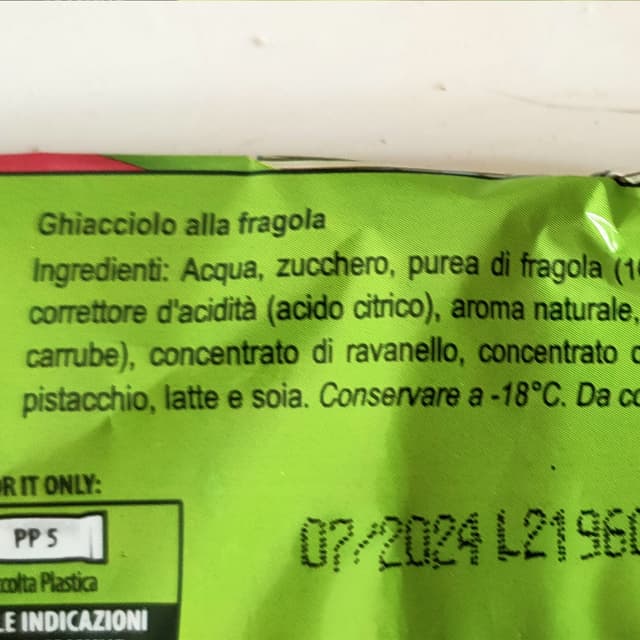 Ghiacciolo alla fragola
Ingredienti: Acqua, zucchero, purea di fragola
correttore d'acidità (acido citrico), aroma naturale,
carrube), concentrato di ravanello, concentrato
pistacchio, latte e soia. Conservare a -18°C. Da
OR IT ONLY:
PP 5
Plastica
07/2024 L2196
LE INDICAZIONI